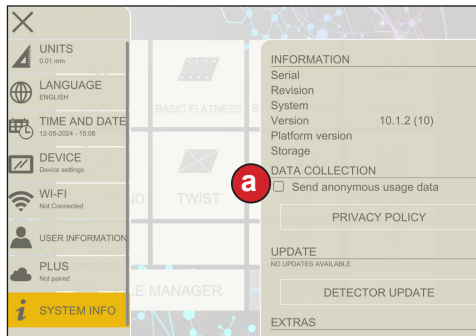 UNITS
0.01 mm
LANGUAGE
ENGLISH
TIME AND DATE
12-05-2024 - 15:08
DEVICE
Device settings
WI-FI
Not Connected
USER INFORMATION
PLUS
Not paired
i SYSTEM INFO
BASIC FLATNESS
TWIST
E MANAGER
a
INFORMATION
Serial
Revision
System
Version 10.1.2 (10)
Platform version
Storage
DATA COLLECTION
Send anonymous usage data
PRIVACY POLICY
UPDATE
NO UPDATES AVAILABLE
DETECTOR UPDATE
EXTRAS